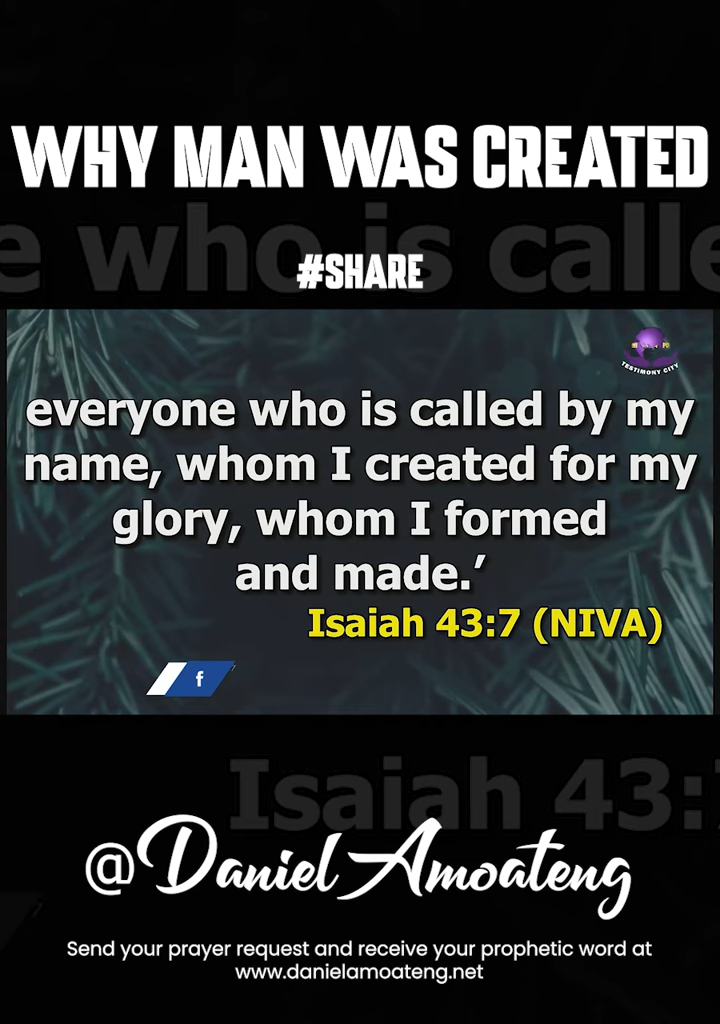 WHY MAN WAS CREATED
e who is calle
#SHARE
TESTIMONY CITY
everyone who is called by my
name, whom I created for my
glory, whom I formed
and made.’
Isaiah 43:7 (NIVA)
f
Isaiah 43:
@Daniel Amoateng
Send your prayer request and receive your prophetic word at
www.danielamoateng.net